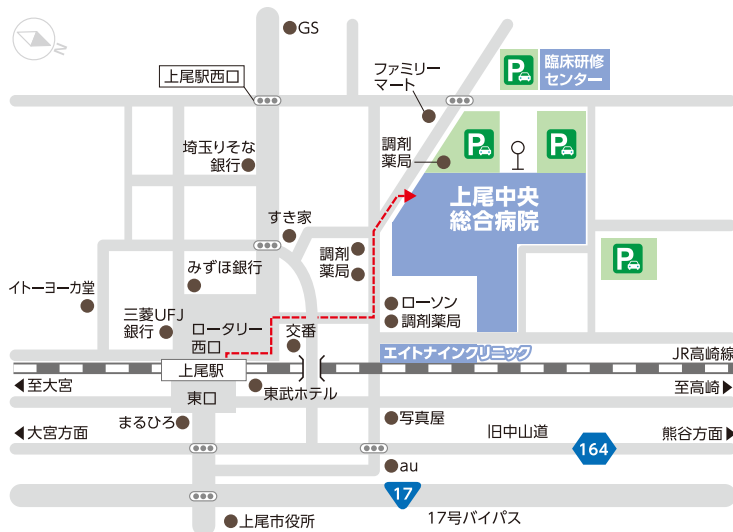 N
GS
上尾駅西口
ファミリー
マート
P
臨床研修
センター
埼玉りそな
銀行
調剤
薬局
P
P
上尾中央
総合病院
すき家
調剤
薬局
P
みずほ銀行
イトーヨーカ堂
三菱UFJ
銀行
ロータリー
西口
交番
ローソン
調剤薬局
エイトナインクリニック
JR高崎線
上尾駅
至大宮
東口
東武ホテル
至高崎
まるひろ
写真屋
大宮方面
旧中山道
164
熊谷方面
au
17
17号バイパス
上尾市役所